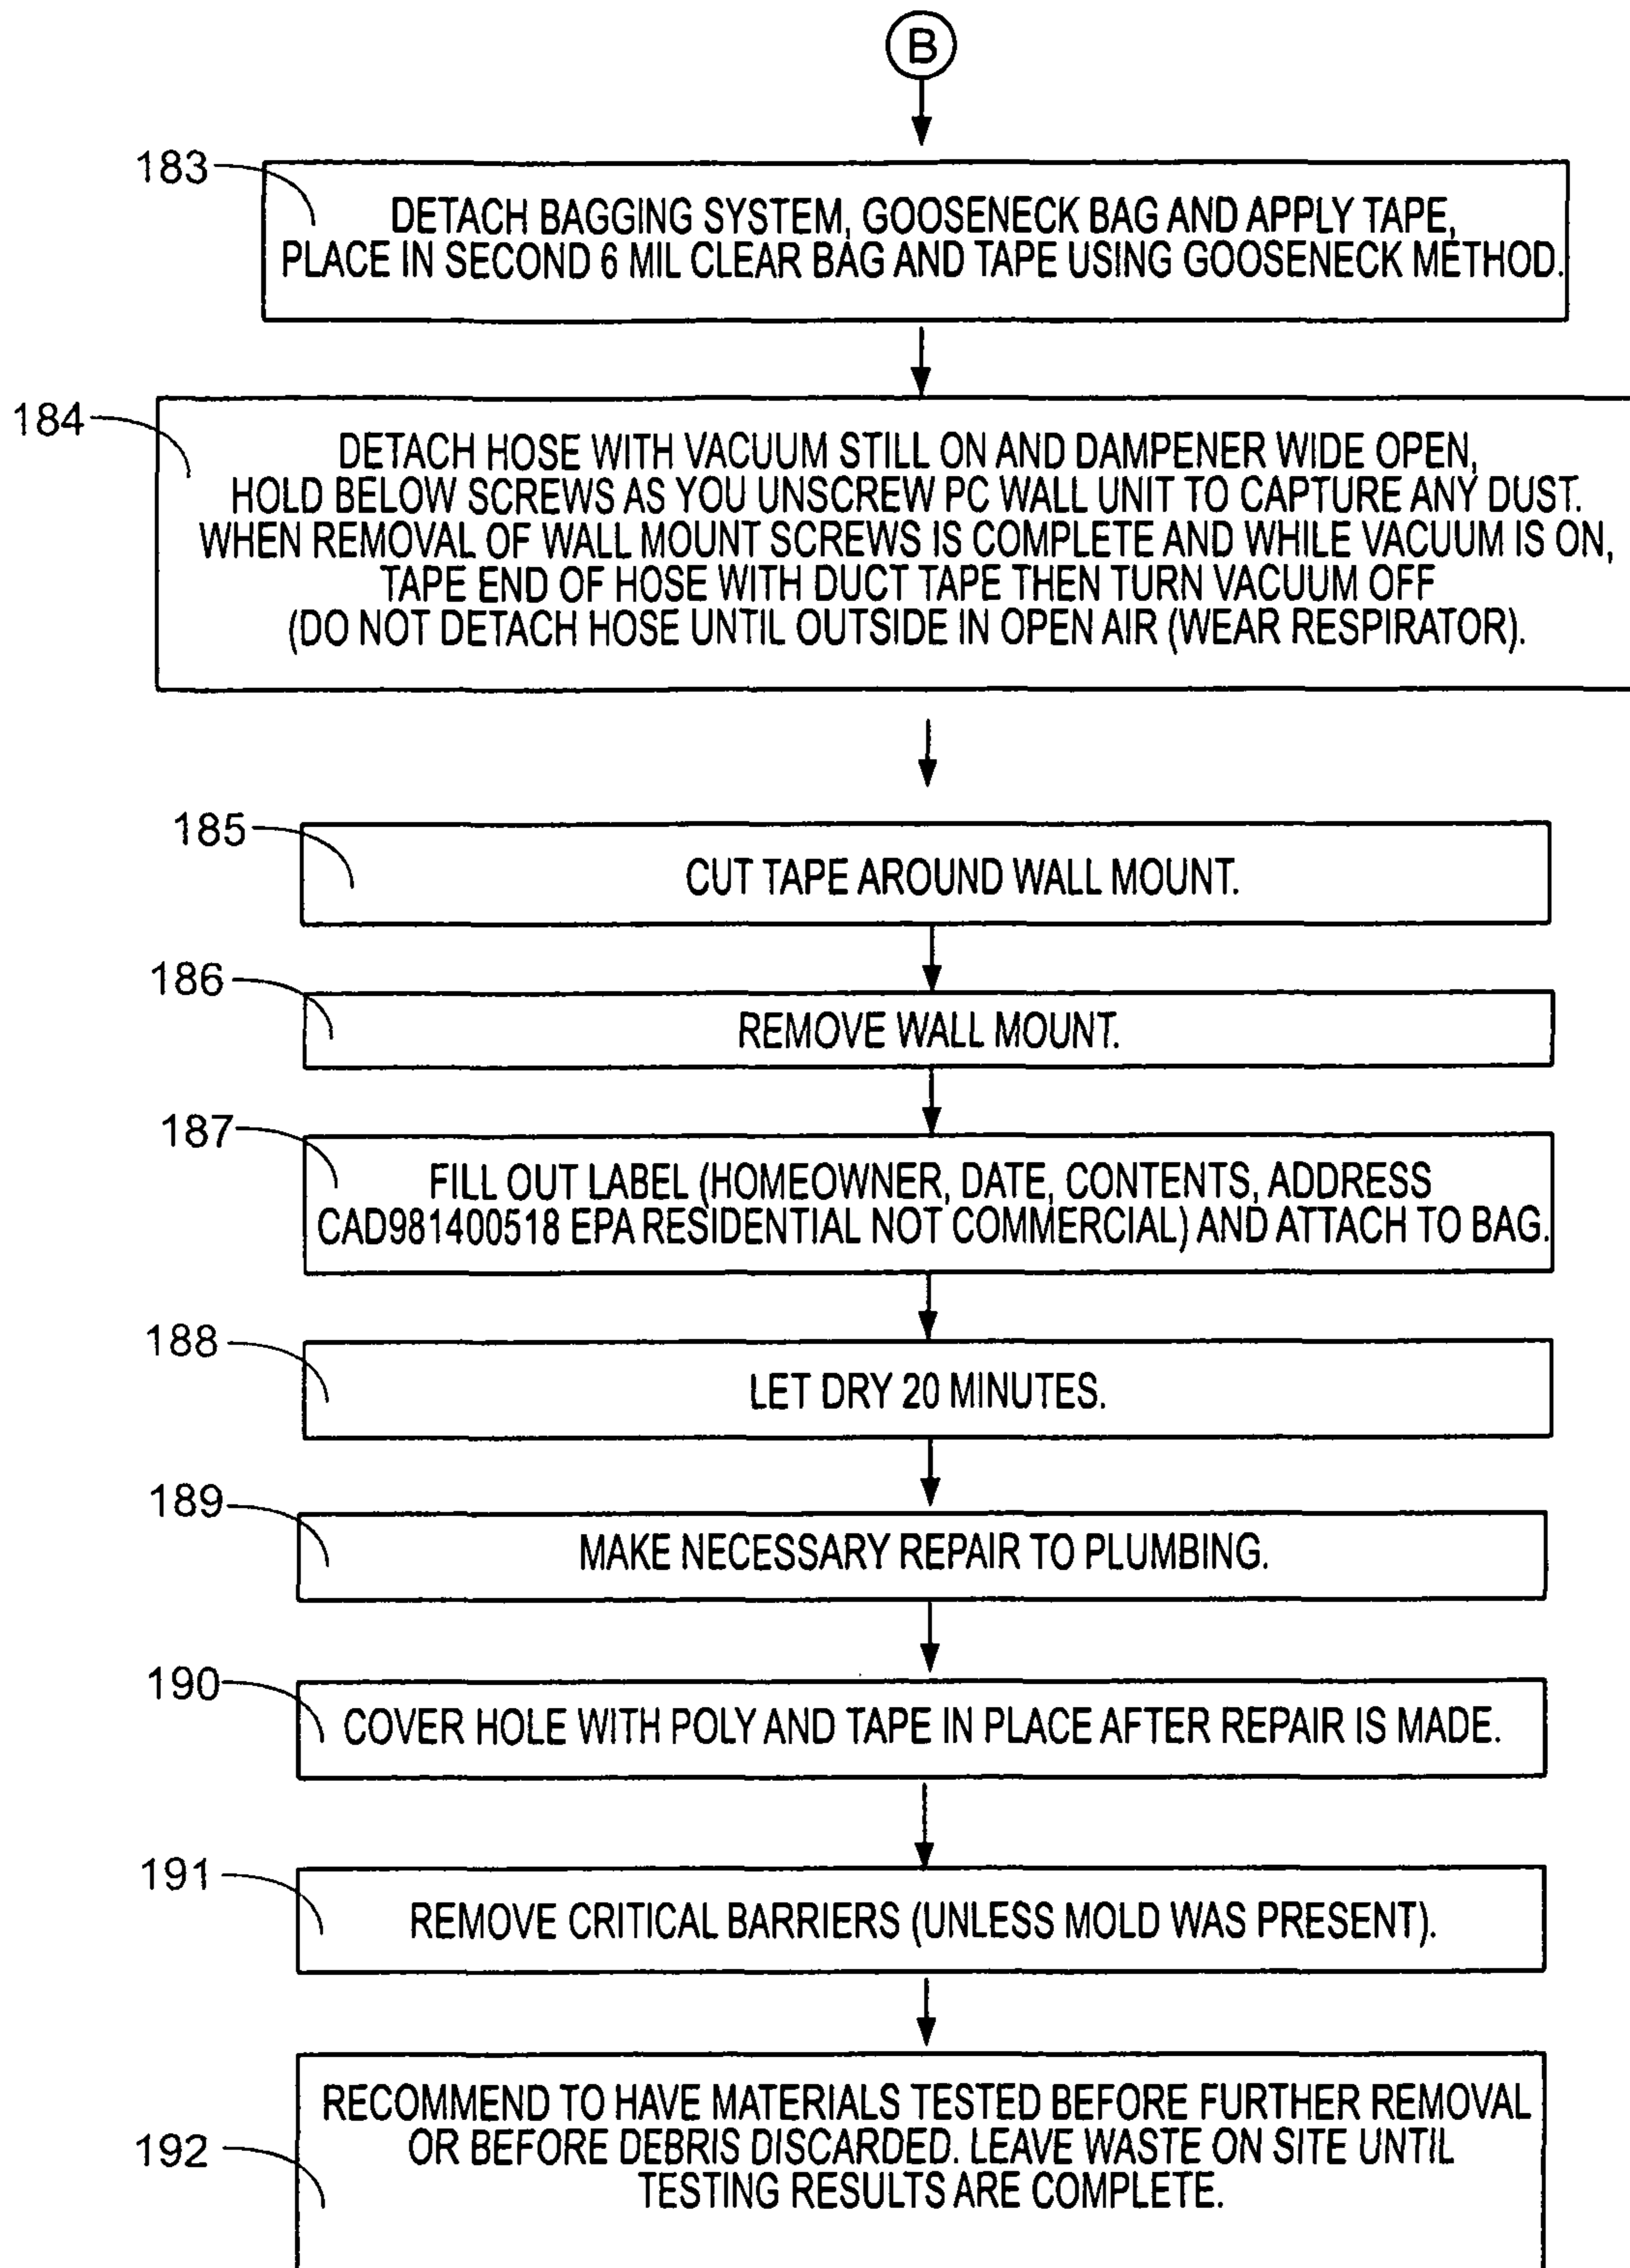 B
183
DETACH BAGGING SYSTEM, GOOSENECK BAG AND APPLY TAPE,
PLACE IN SECOND 6 MIL CLEAR BAG AND TAPE USING GOOSENECK METHOD.
184
DETACH HOSE WITH VACUUM STILL ON AND DAMPENER WIDE OPEN,
HOLD BELOW SCREWS AS YOU UNSCREW PC WALL UNIT TO CAPTURE ANY DUST.
WHEN REMOVAL OF WALL MOUNT SCREWS IS COMPLETE AND WHILE VACUUM IS ON,
TAPE END OF HOSE WITH DUCT TAPE THEN TURN VACUUM OFF
(DO NOT DETACH HOSE UNTIL OUTSIDE IN OPEN AIR (WEAR RESPIRATOR).
185
CUT TAPE AROUND WALL MOUNT.
186
REMOVE WALL MOUNT.
187
FILL OUT LABEL (HOMEOWNER, DATE, CONTENTS, ADDRESS
CAD981400518 EPA RESIDENTIAL NOT COMMERCIAL) AND ATTACH TO BAG.
188
LET DRY 20 MINUTES.
189
MAKE NECESSARY REPAIR TO PLUMBING.
190
COVER HOLE WITH POLY AND TAPE IN PLACE AFTER REPAIR IS MADE.
191
REMOVE CRITICAL BARRIERS (UNLESS MOLD WAS PRESENT).
192
RECOMMEND TO HAVE MATERIALS TESTED BEFORE FURTHER REMOVAL
OR BEFORE DEBRIS DISCARDED. LEAVE WASTE ON SITE UNTIL
TESTING RESULTS ARE COMPLETE.